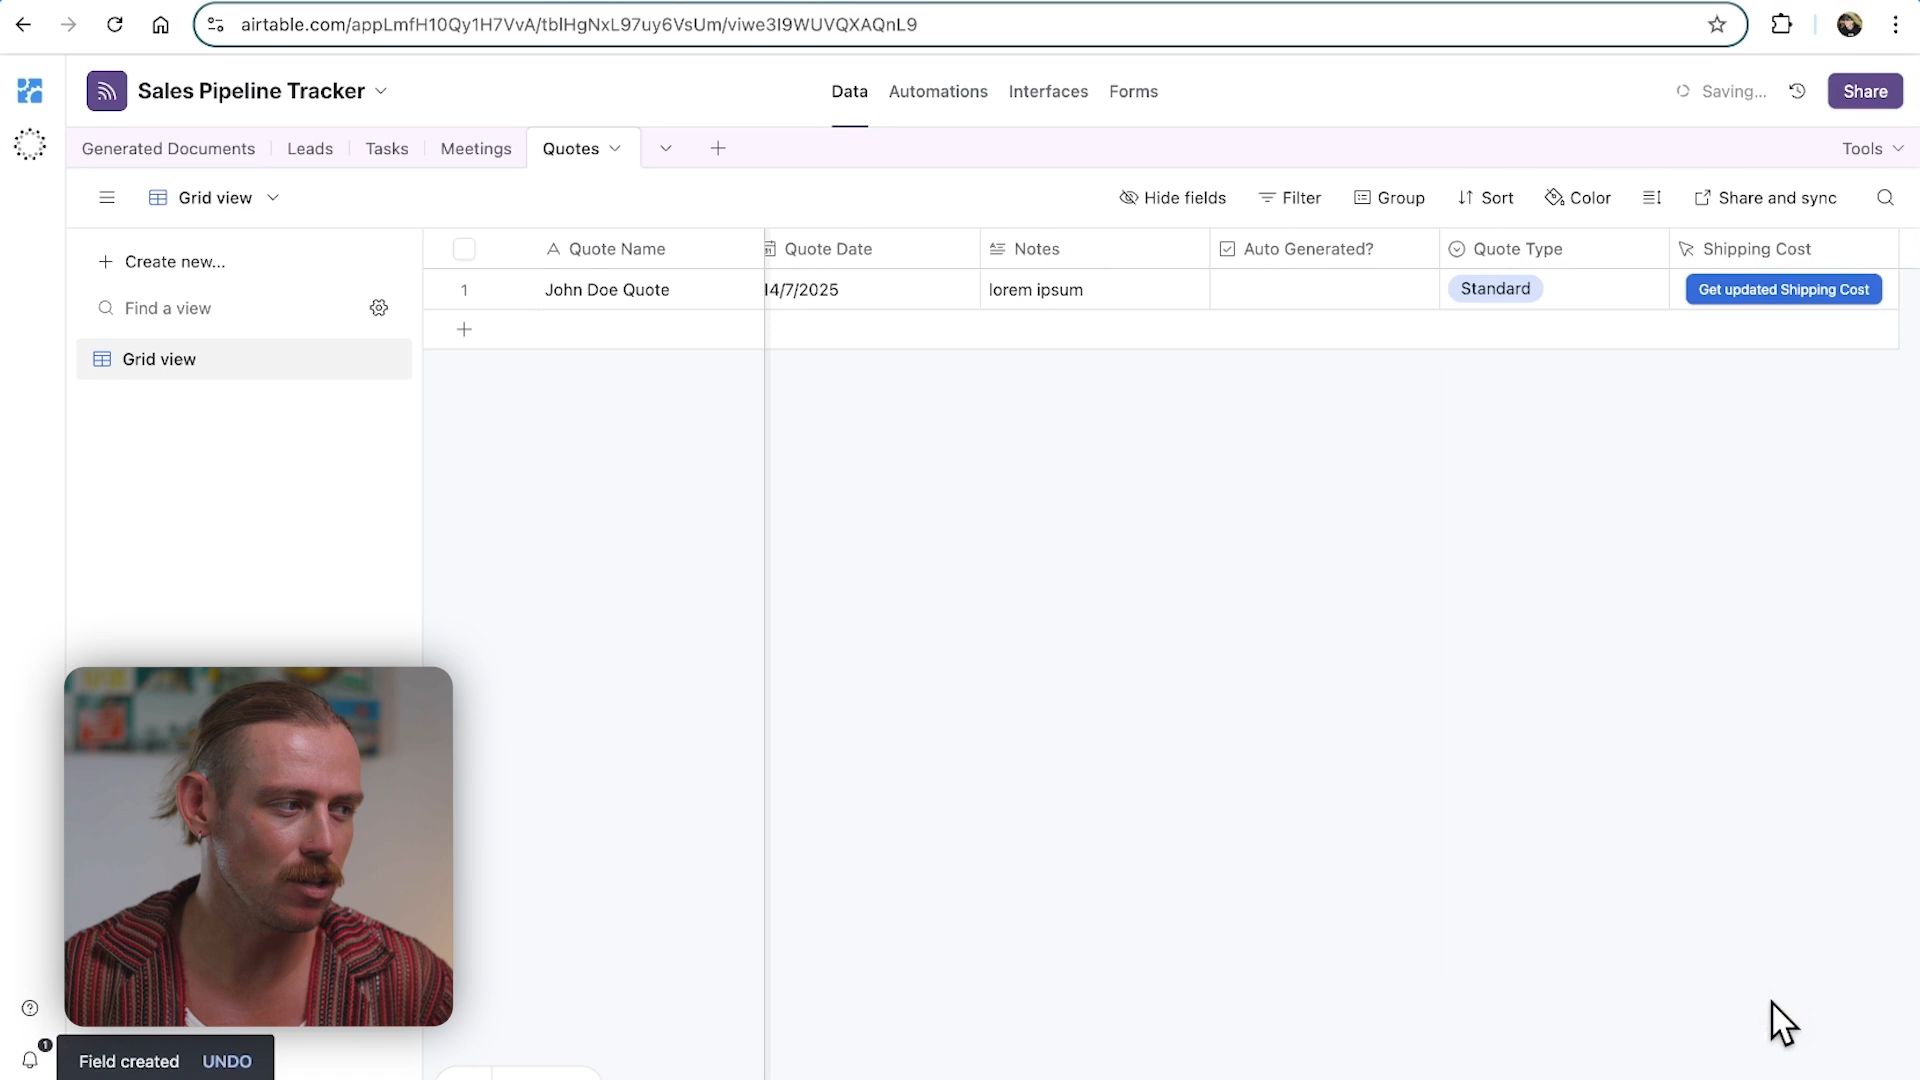 airtable.com/appLmfH10Qy1H7VvA/tblHgNxL97uy6VsUm/viwe3I9WUVQXAQnL9
Sales Pipeline Tracker
Data Automations Interfaces Forms
Saving... Share
Generated Documents Leads Tasks Meetings Quotes Tools
Grid view Hide fields Filter Group Sort Color Share and sync
Create new...
Find a view
Grid view
Quote Name Quote Date Notes Auto Generated? Quote Type Shipping Cost
1 John Doe Quote 14/7/2025 lorem ipsum Standard Get updated Shipping Cost
1
Field created UNDO